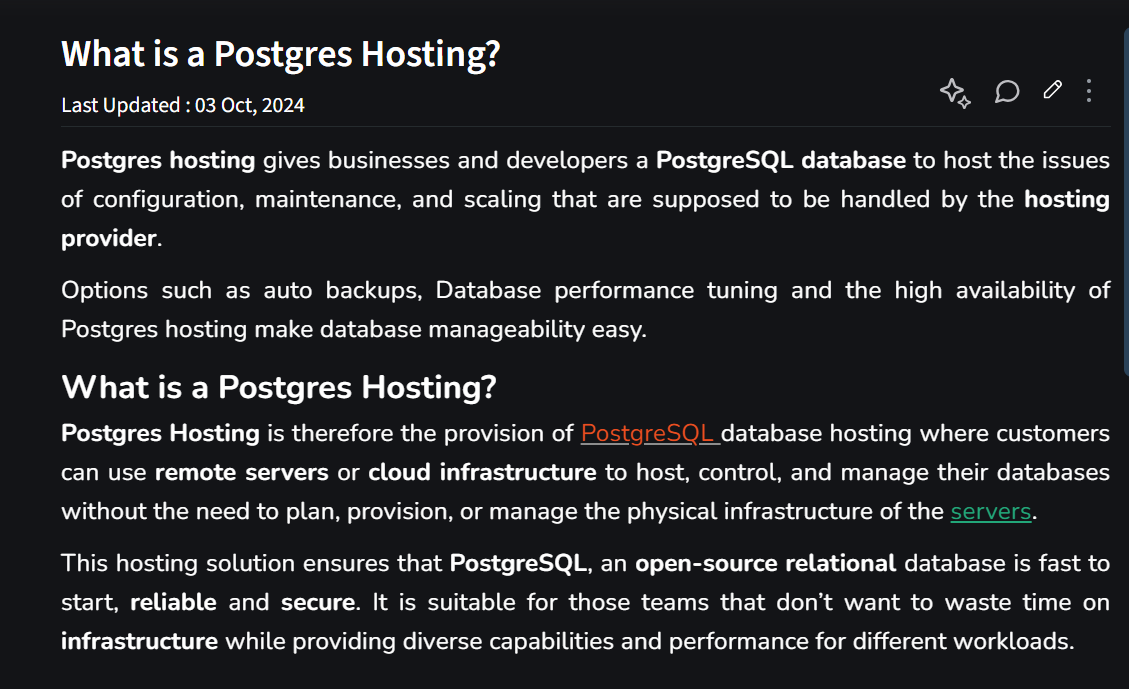 What is a Postgres Hosting?
Last Updated : 03 Oct, 2024
Postgres hosting gives businesses and developers a PostgreSQL database to host the issues
of configuration, maintenance, and scaling that are supposed to be handled by the hosting
provider.
Options such as auto backups, Database performance tuning and the high availability of
Postgres hosting make database manageability easy.
What is a Postgres Hosting?
Postgres Hosting is therefore the provision of PostgreSQL database hosting where customers
can use remote servers or cloud infrastructure to host, control, and manage their databases
without the need to plan, provision, or manage the physical infrastructure of the servers.
This hosting solution ensures that PostgreSQL, an open-source relational database is fast to
start, reliable and secure. It is suitable for those teams that don’t want to waste time on
infrastructure while providing diverse capabilities and performance for different workloads.